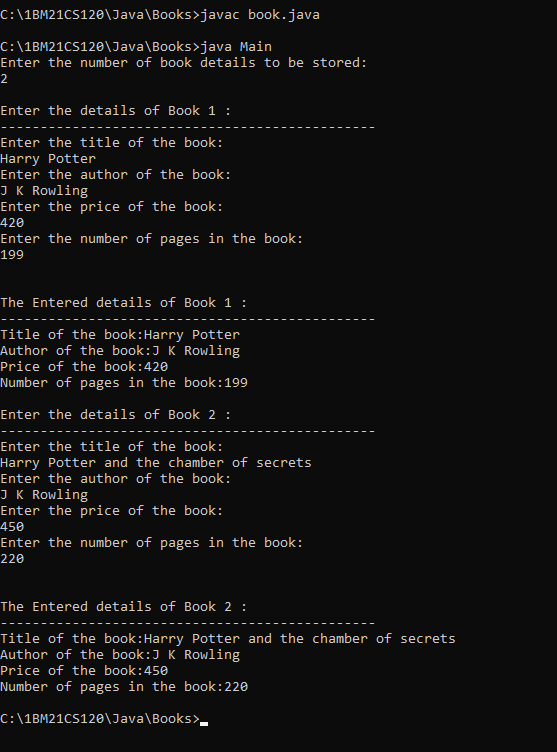 C:\1BM21CS120\Java\Books>javac book.java
C:\1BM21CS120\Java\Books>java Main
Enter the number of book details to be stored:
2
Enter the details of Book 1 :
-----------------------------------------------
Enter the title of the book:
Harry Potter
Enter the author of the book:
J K Rowling
Enter the price of the book:
420
Enter the number of pages in the book:
199
The Entered details of Book 1 :
-----------------------------------------------
Title of the book:Harry Potter
Author of the book:J K Rowling
Price of the book:420
Number of pages in the book:199
Enter the details of Book 2 :
-----------------------------------------------
Enter the title of the book:
Harry Potter and the chamber of secrets
Enter the author of the book:
J K Rowling
Enter the price of the book:
450
Enter the number of pages in the book:
220
The Entered details of Book 2 :
-----------------------------------------------
Title of the book:Harry Potter and the chamber of secrets
Author of the book:J K Rowling
Price of the book:450
Number of pages in the book:220
C:\1BM21CS120\Java\Books>